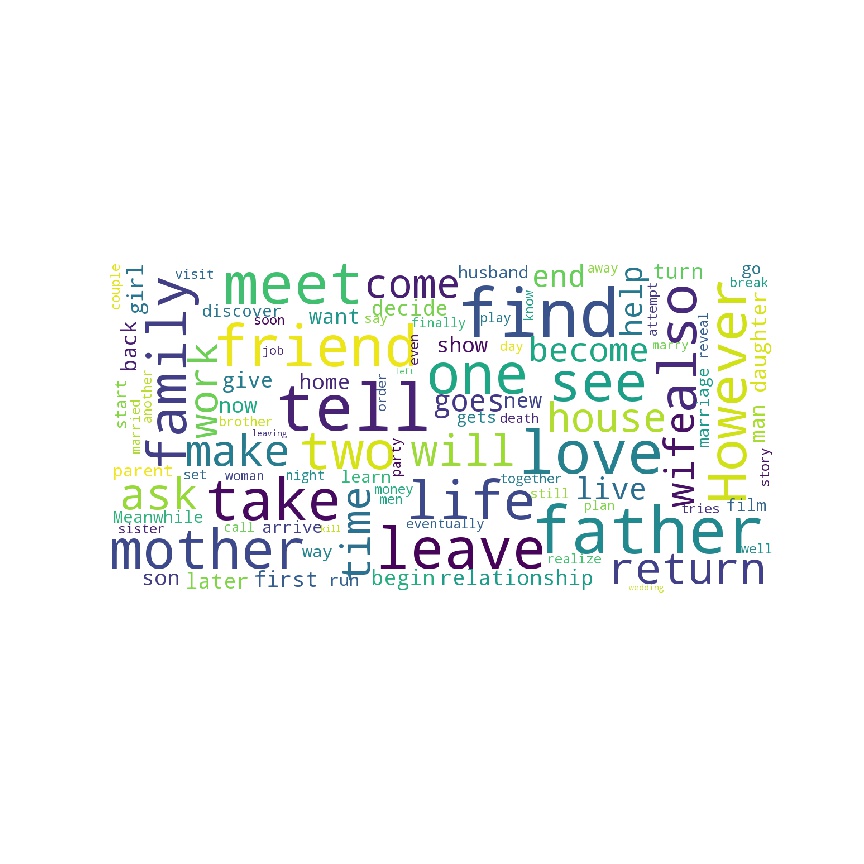 couple
girl
visit
meet
come
husband
end
away
help
turn
go
break
family
discover
soon
want
say
decide
finally
find
play
know
attempt
also
However
back
work
friend
job
even
show
day
become
marry
reveal
daughter
start
another
married
give
home
order
left
one
see
now
tell
goes
new
gets
death
house
wife
marriage
man
brother
leaving
make
two
party
will
love
story
parent
set
woman
night
learn
together
ask
take
money
men
life
still
live
plan
tries
film
Meanwhile
sister
call
arrive
kill
time
eventually
father
well
mother
way
leave
realize
return
son
later
first
run
begin
relationship
wedding